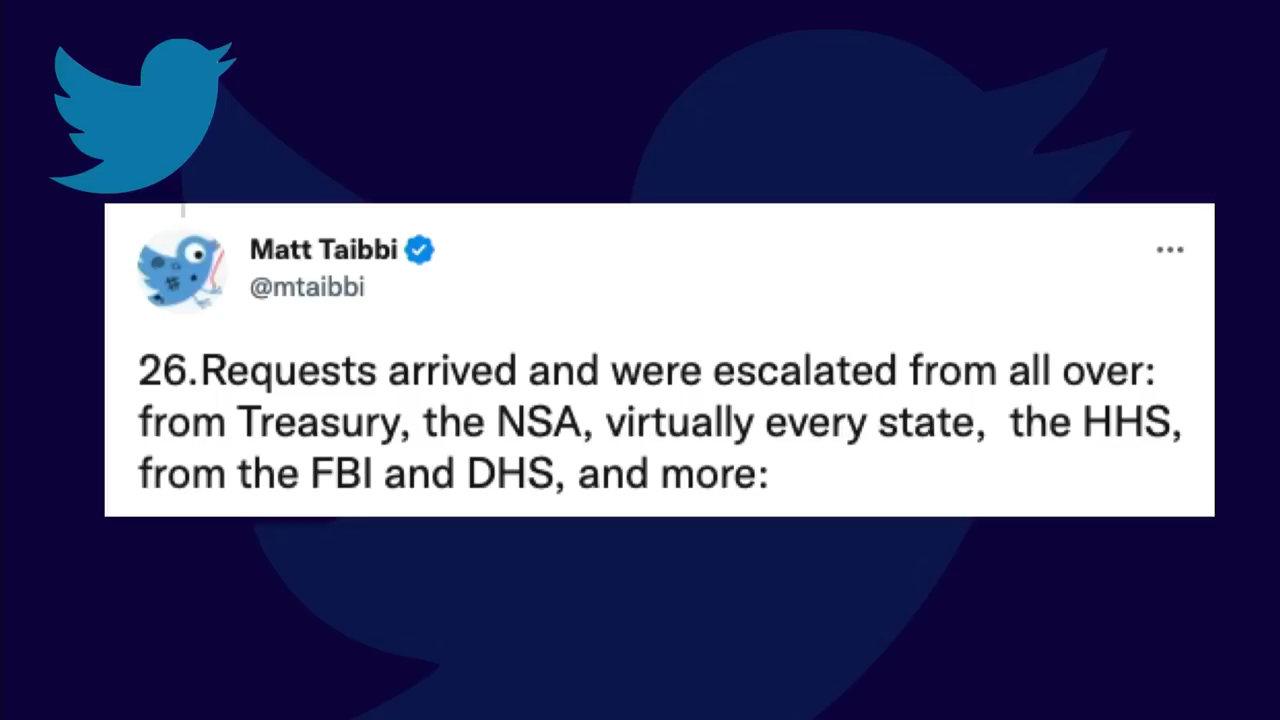 Matt Taibbi
@mtaibbi
26.Requests arrived and were escalated from all over:
from Treasury, the NSA, virtually every state,  the HHS,
from the FBI and DHS, and more: